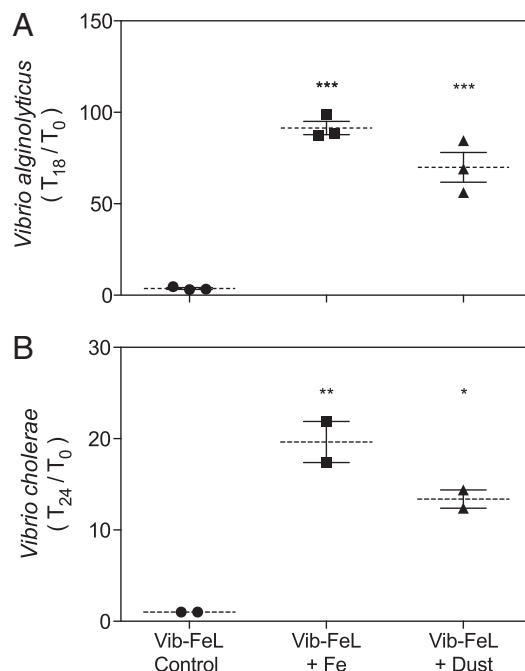 A
150
100
50
0
Vibrio alginolyticus
( T18 / T0 )
***
***
B
30
20
10
0
Vibrio cholerae
( T24 / T0 )
**
*
Vib-FeL
Control
Vib-FeL
+ Fe
Vib-FeL
+ Dust